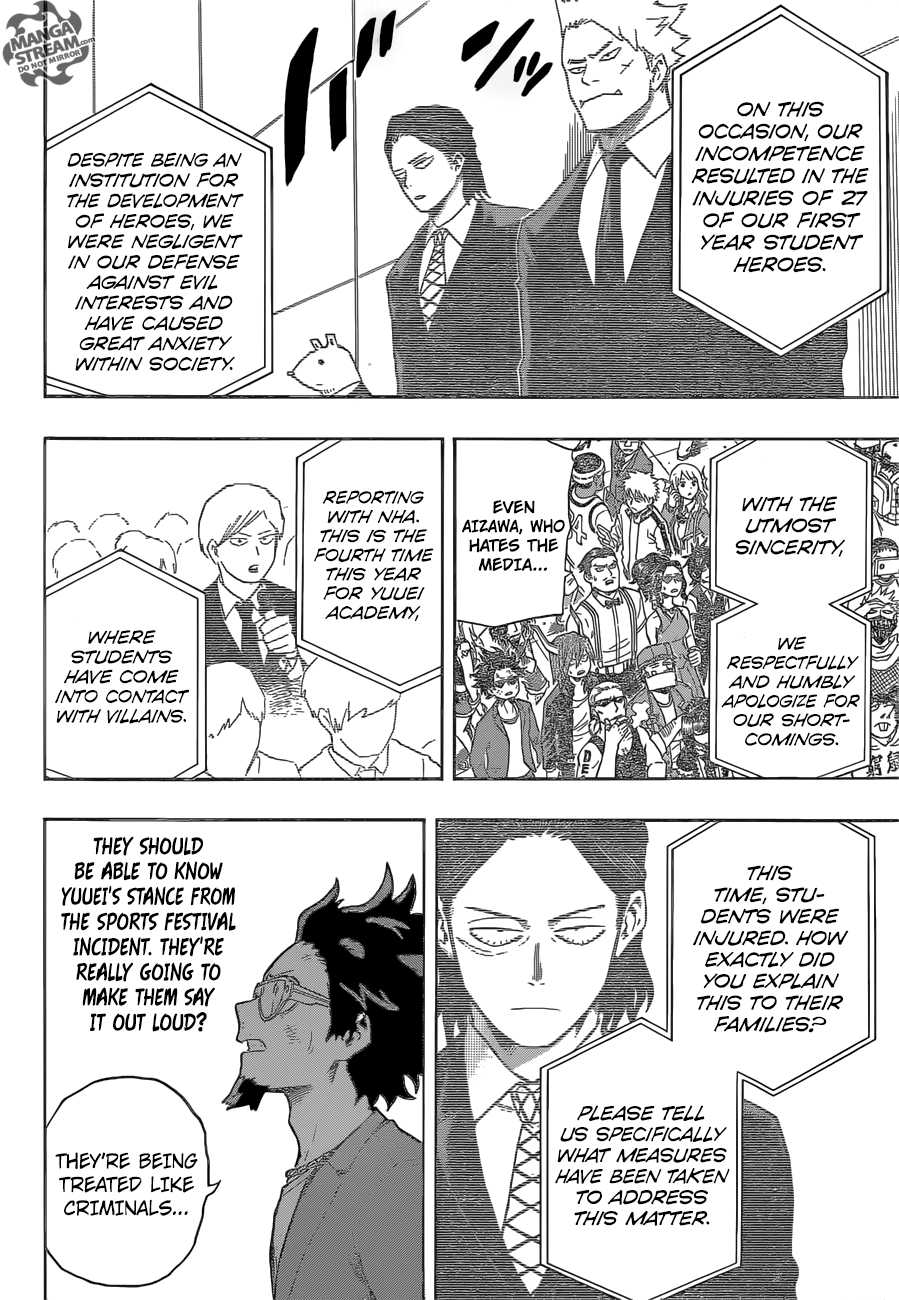 MANGA
STREAM.com
DO NOT MIRROR
ON THIS
OCCASION, OUR
INCOMPETENCE
RESULTED IN THE
INJURIES OF 27
OF OUR FIRST
YEAR STUDENT
HEROES.
DESPITE BEING AN
INSTITUTION FOR
THE DEVELOPMENT
OF HEROES, WE
WERE NEGLIGENT
IN OUR DEFENSE
AGAINST EVIL
INTERESTS AND
HAVE CAUSED
GREAT ANXIETY
WITHIN SOCIETY.
WITH THE
UTMOST
SINCERITY,
WE
RESPECTFULLY
AND HUMBLY
APOLOGIZE FOR
OUR SHORT-
COMINGS.
EVEN
AIZAWA, WHO
HATES THE
MEDIA...
REPORTING
WITH NHA.
THIS IS THE
FOURTH TIME
THIS YEAR
FOR YUUEI
ACADEMY,
WHERE
STUDENTS
HAVE COME
INTO CONTACT
WITH VILLAINS.
THIS
TIME, STU-
DENTS WERE
INJURED. HOW
EXACTLY DID
YOU EXPLAIN
THIS TO THEIR
FAMILIES?
PLEASE TELL
US SPECIFICALLY
WHAT MEASURES
HAVE BEEN TAKEN
TO ADDRESS
THIS MATTER.
THEY SHOULD
BE ABLE TO KNOW
YUUEI'S STANCE FROM
THE SPORTS FESTIVAL
INCIDENT. THEY'RE
REALLY GOING TO
MAKE THEM SAY
IT OUT LOUD?
THEY'RE BEING
TREATED LIKE
CRIMINALS...